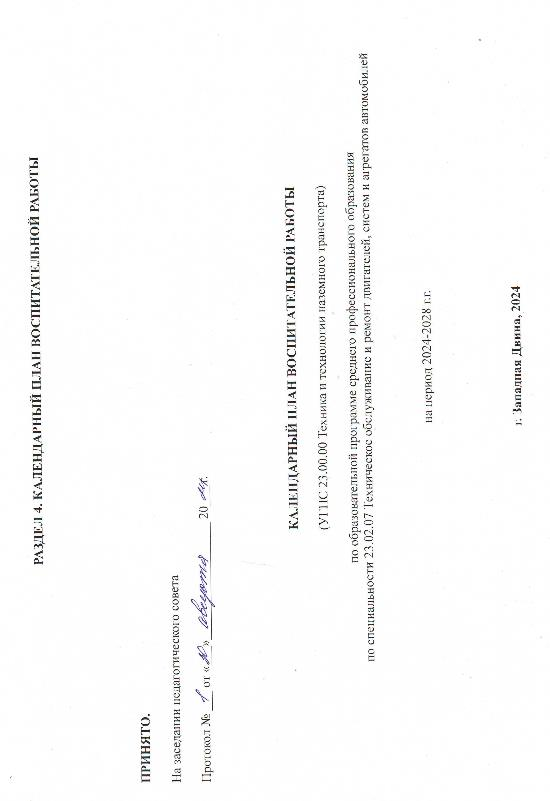 РАЗДЕЛ 4. КАЛЕНДАРНЫЙ ПЛАН ВОСПИТАТЕЛЬНОЙ РАБОТЫ
ПРИНЯТО.
На заседании педагогического совета
Протокол № 1 от « » августа 20
КАЛЕНДАРНЫЙ ПЛАН ВОСПИТАТЕЛЬНОЙ РАБОТЫ
(УГПС 23.00.00 Техника и технологии наземного транспорта)
по образовательной программе среднего профессионального образования
по специальности 23.02.07 Техническое обслуживание и ремонт двигателей, систем и агрегатов автомобилей
на период 2024-2028 г.г.
г. Западная Двина, 2024